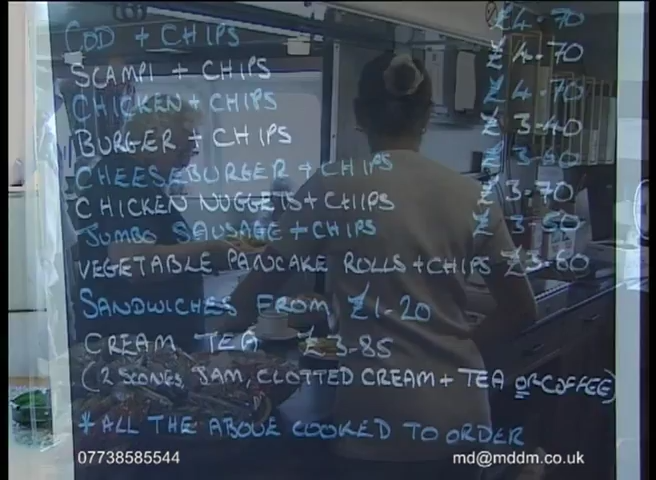 COD + CHIPS £4-70
SCAMPI + CHIPS 4-70
CHICKEN + CHIPS 4-70
BURGER + CHIPS 3-40
CHEESEBURGER + CHIPS 3-80
CHICKEN NUGGETS + CHIPS 3-70
JUMBO SAUSAGE + CHIPS 3-50
VEGETABLE PANCAKE ROLLS + CHIPS £3-80
SANDWICHES FROM £1-20
CREAM TEA £3-85
(2 SCONES, JAM, CLOTTED CREAM + TEA OR COFFEE)
* ALL THE ABOVE COOKED TO ORDER
07738585544 md@mddm.co.uk